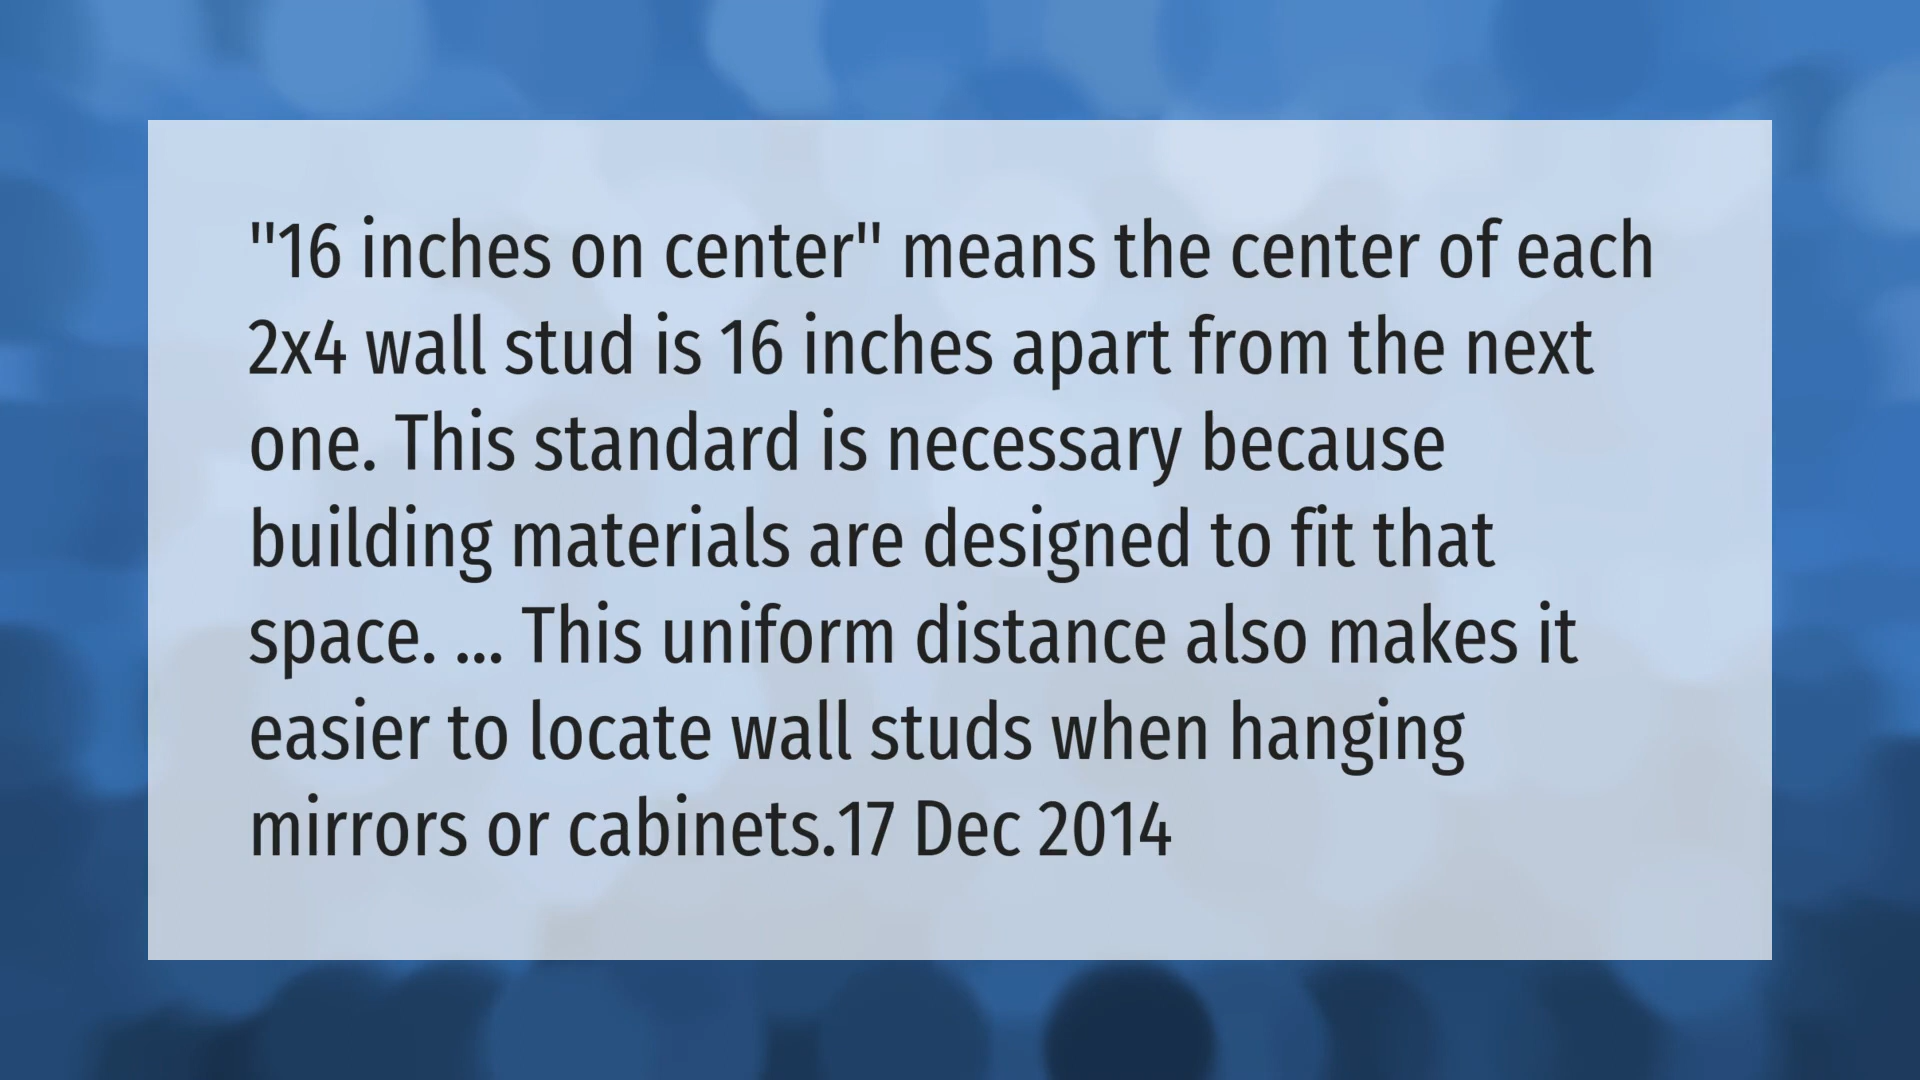 "16 inches on center" means the center of each
2x4 wall stud is 16 inches apart from the next
one. This standard is necessary because
building materials are designed to fit that
space. ... This uniform distance also makes it
easier to locate wall studs when hanging
mirrors or cabinets.17 Dec 2014